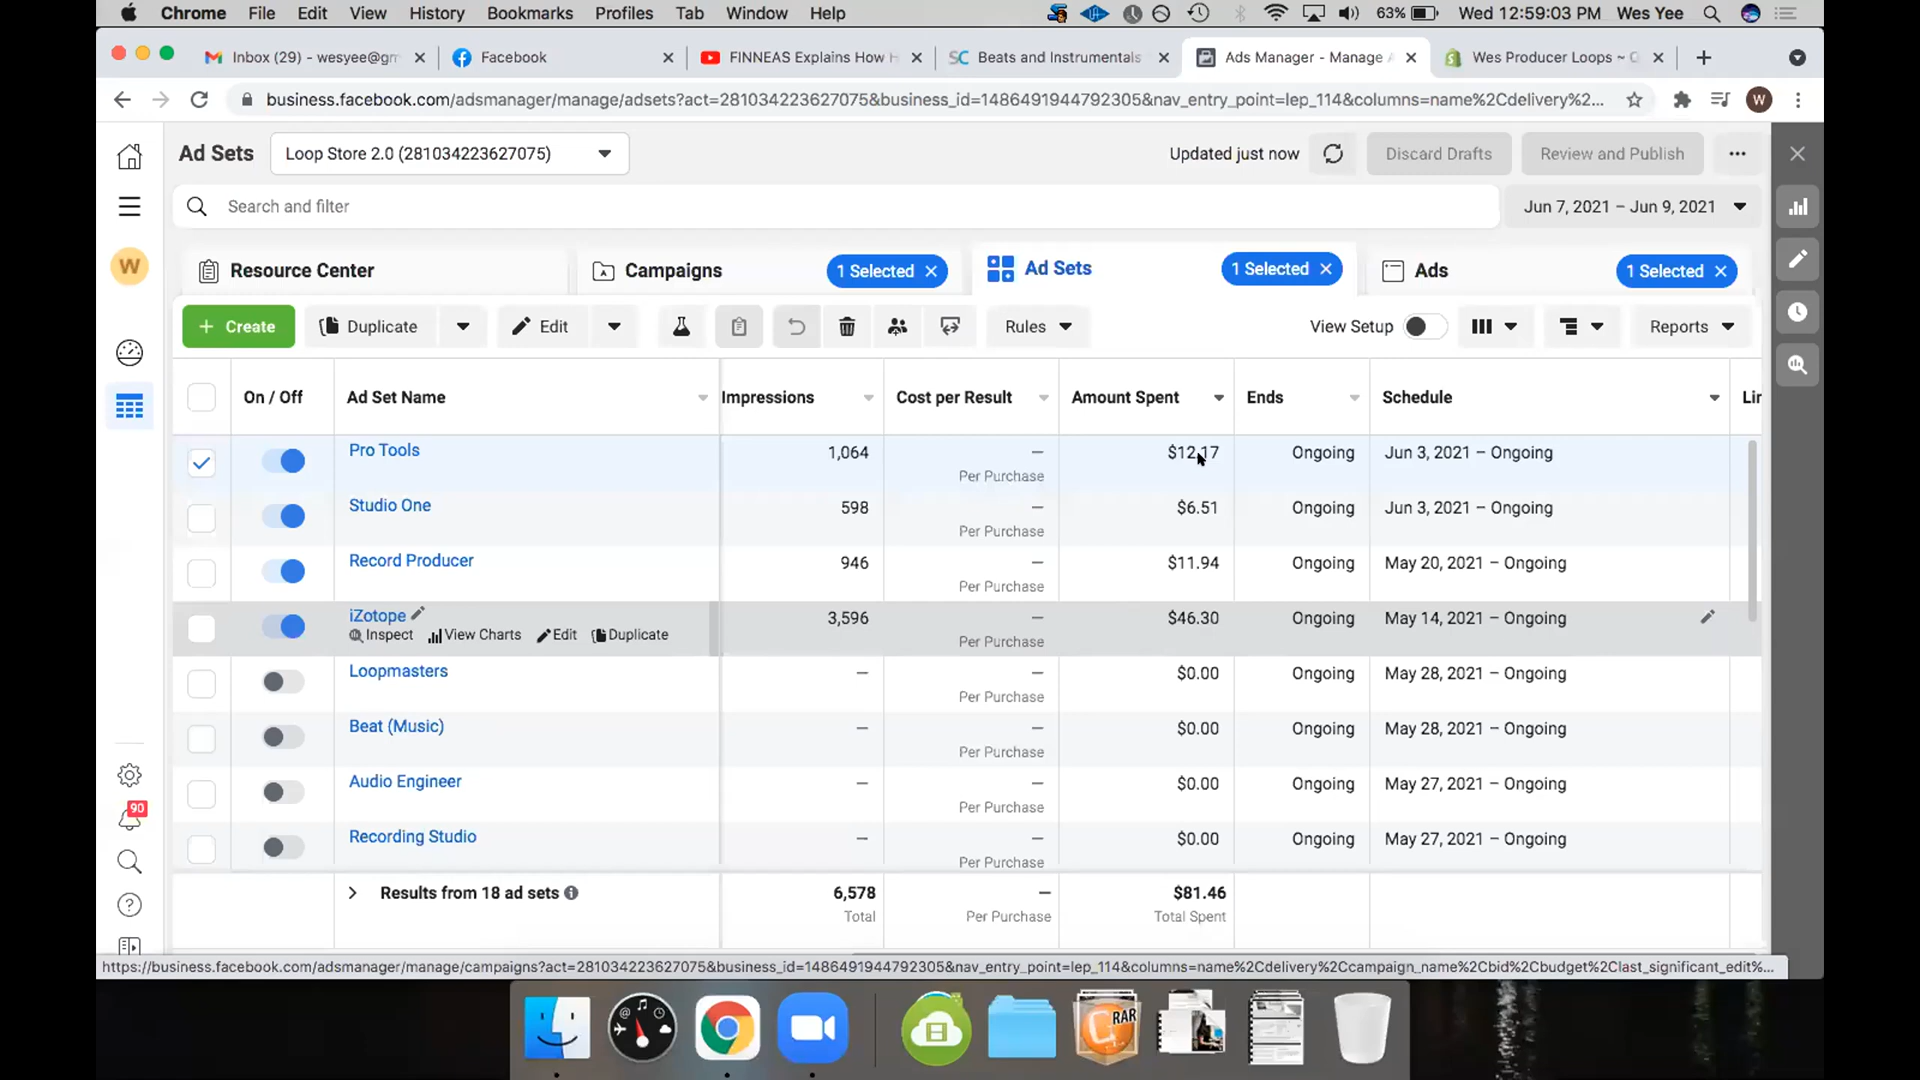 Chrome File Edit View History Bookmarks Profiles Tab Window Help 63% Wed 12:59:03 PM Wes Yee
Inbox (29) - wesyee@gm Facebook FINNEAS Explains How H SC Beats and Instrumentals Ads Manager - Manage A Wes Producer Loops ~ Q
business.facebook.com/adsmanager/manage/adsets?act=281034223627075&business_id=1486491944792305&nav_entry_point=lep_114&columns=name%2Cdelivery%2... W
Ad Sets Loop Store 2.0 (281034223627075) Updated just now Discard Drafts Review and Publish
Search and filter Jun 7, 2021 – Jun 9, 2021
W
Resource Center Campaigns 1 Selected Ad Sets 1 Selected Ads 1 Selected
+ Create Duplicate Edit Rules View Setup Reports
On / Off Ad Set Name Impressions Cost per Result Amount Spent Ends Schedule Lir
Pro Tools 1,064 — $12.17 Ongoing Jun 3, 2021 – Ongoing
Per Purchase
Studio One 598 — $6.51 Ongoing Jun 3, 2021 – Ongoing
Per Purchase
Record Producer 946 — $11.94 Ongoing May 20, 2021 – Ongoing
Per Purchase
iZotope 3,596 — $46.30 Ongoing May 14, 2021 – Ongoing
Inspect View Charts Edit Duplicate Per Purchase
Loopmasters — — $0.00 Ongoing May 28, 2021 – Ongoing
Per Purchase
Beat (Music) — — $0.00 Ongoing May 28, 2021 – Ongoing
Per Purchase
Audio Engineer — — $0.00 Ongoing May 27, 2021 – Ongoing
90 Per Purchase
Recording Studio — — $0.00 Ongoing May 27, 2021 – Ongoing
Per Purchase
Results from 18 ad sets 6,578 — $81.46
Total Per Purchase Total Spent
https://business.facebook.com/adsmanager/manage/campaigns?act=281034223627075&business_id=1486491944792305&nav_entry_point=lep_114&columns=name%2Cdelivery%2Ccampaign_name%2Cbid%2Cbudget%2Clast_significant_edit%...
RAR